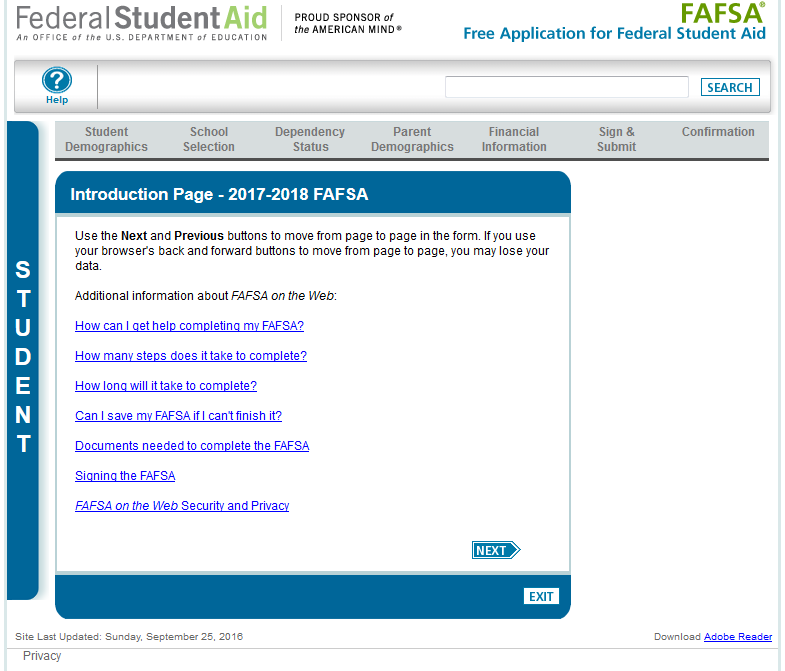 Federal Student Aid
An OFFICE of the U.S. DEPARTMENT of EDUCATION
PROUD SPONSOR of
the AMERICAN MIND®
FAFSA®
Free Application for Federal Student Aid
?
Help
SEARCH
Student
Demographics
School
Selection
Dependency
Status
Parent
Demographics
Financial
Information
Sign &
Submit
Confirmation
STUDENT
Introduction Page - 2017-2018 FAFSA
Use the Next and Previous buttons to move from page to page in the form. If you use
your browser's back and forward buttons to move from page to page, you may lose your
data.
Additional information about FAFSA on the Web:
How can I get help completing my FAFSA?
How many steps does it take to complete?
How long will it take to complete?
Can I save my FAFSA if I can't finish it?
Documents needed to complete the FAFSA
Signing the FAFSA
FAFSA on the Web Security and Privacy
NEXT
EXIT
Site Last Updated: Sunday, September 25, 2016
Download Adobe Reader
Privacy